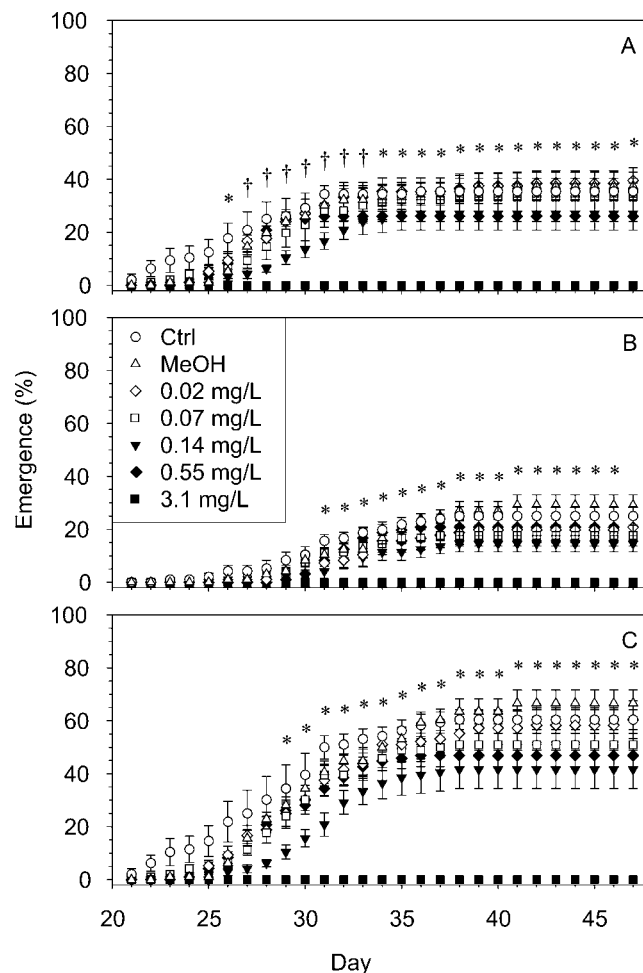 100
80
60
40
20
0
A
* † † † † † † † * * * * * * * * * * * * * *
100
80
60
40
20
0
B
Ctrl
MeOH
0.02 mg/L
0.07 mg/L
0.14 mg/L
0.55 mg/L
3.1 mg/L
* * * * * * * * * * * * * * * *
Emergence (%)
100
80
60
40
20
0
C
* * * * * * * * * * * * * * * * * * *
20 25 30 35 40 45
Day